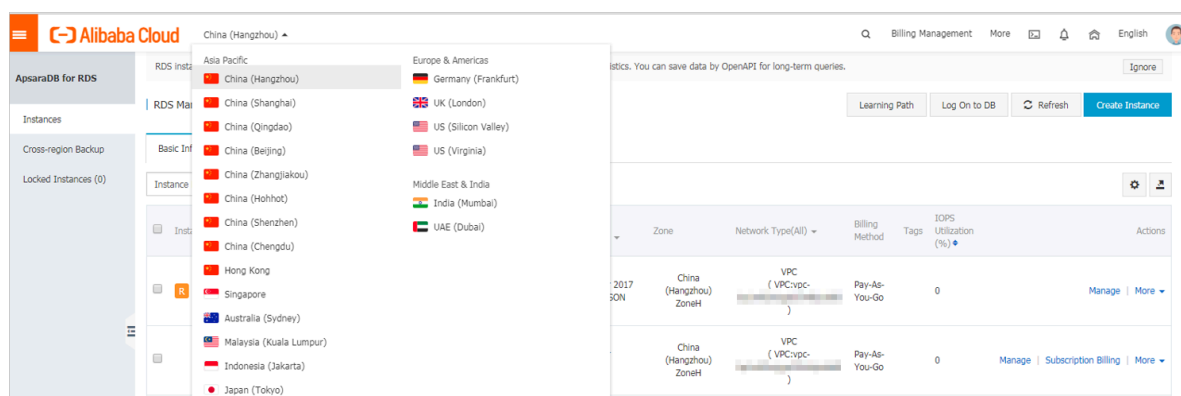 Alibaba Cloud
China (Hangzhou)
Billing Management
More
English
ApsaraDB for RDS
Instances
Cross-region Backup
Locked Instances (0)
RDS insta
istics. You can save data by OpenAPI for long-term queries.
Ignore
RDS Mar
Learning Path
Log On to DB
Refresh
Create Instance
Basic Inf
Instance
Asia Pacific
China (Hangzhou)
China (Shanghai)
China (Qingdao)
China (Beijing)
China (Zhangjiakou)
China (Hohhot)
China (Shenzhen)
China (Chengdu)
Hong Kong
Singapore
Australia (Sydney)
Malaysia (Kuala Lumpur)
Indonesia (Jakarta)
Japan (Tokyo)
Europe & Americas
Germany (Frankfurt)
UK (London)
US (Silicon Valley)
US (Virginia)
Middle East & India
India (Mumbai)
UAE (Dubai)
Insta
Zone
Network Type(All)
Billing
Method
Tags
IOPS
Utilization
(%)
Actions
R
2017
SON
China
(Hangzhou)
ZoneH
VPC
( VPC:vpc-
)
Pay-As-
You-Go
0
Manage | More
China
(Hangzhou)
ZoneH
VPC
( VPC:vpc-
)
Pay-As-
You-Go
0
Manage | Subscription Billing | More